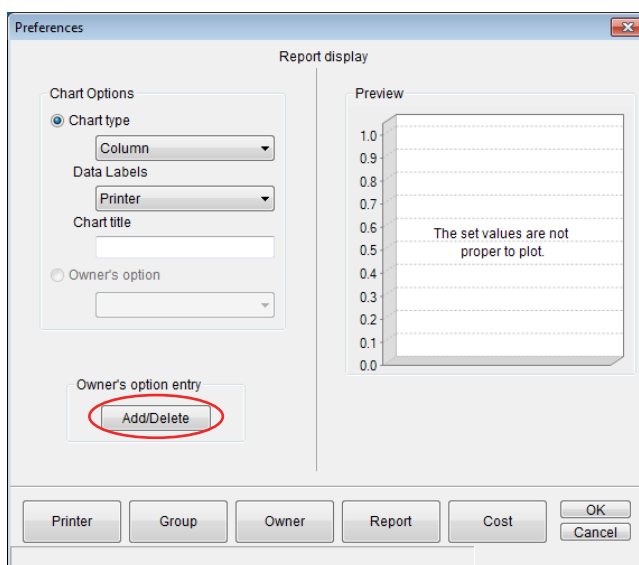 Preferences
Report display
Chart Options
Chart type
Column
Data Labels
Printer
Chart title
Owner's option
Owner's option entry
Add/Delete
Preview
1.0
0.9
0.8
0.7
0.6
0.5
0.4
0.3
0.2
0.1
0.0
The set values are not
proper to plot.
Printer
Group
Owner
Report
Cost
OK
Cancel